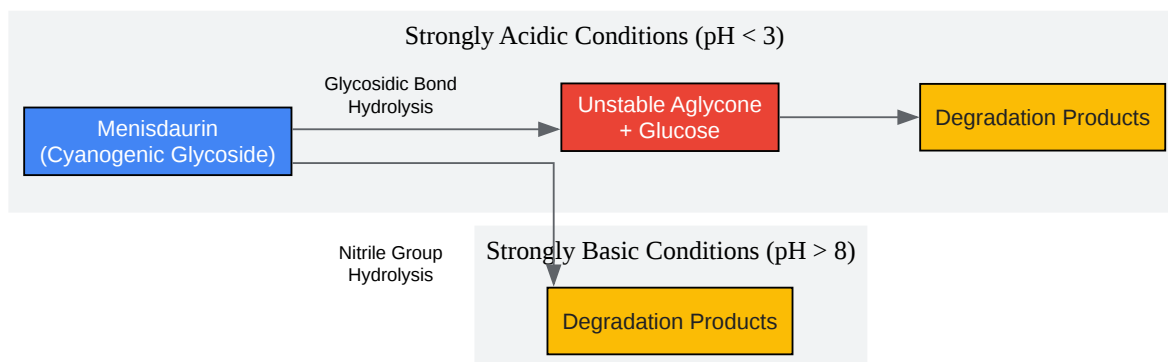 Strongly Acidic Conditions (pH < 3)
Glycosidic Bond
Hydrolysis
Menisdaurin
(Cyanogenic Glycoside)
Unstable Aglycone
+ Glucose
Degradation Products
Nitrile Group
Hydrolysis
Strongly Basic Conditions (pH > 8)
Degradation Products